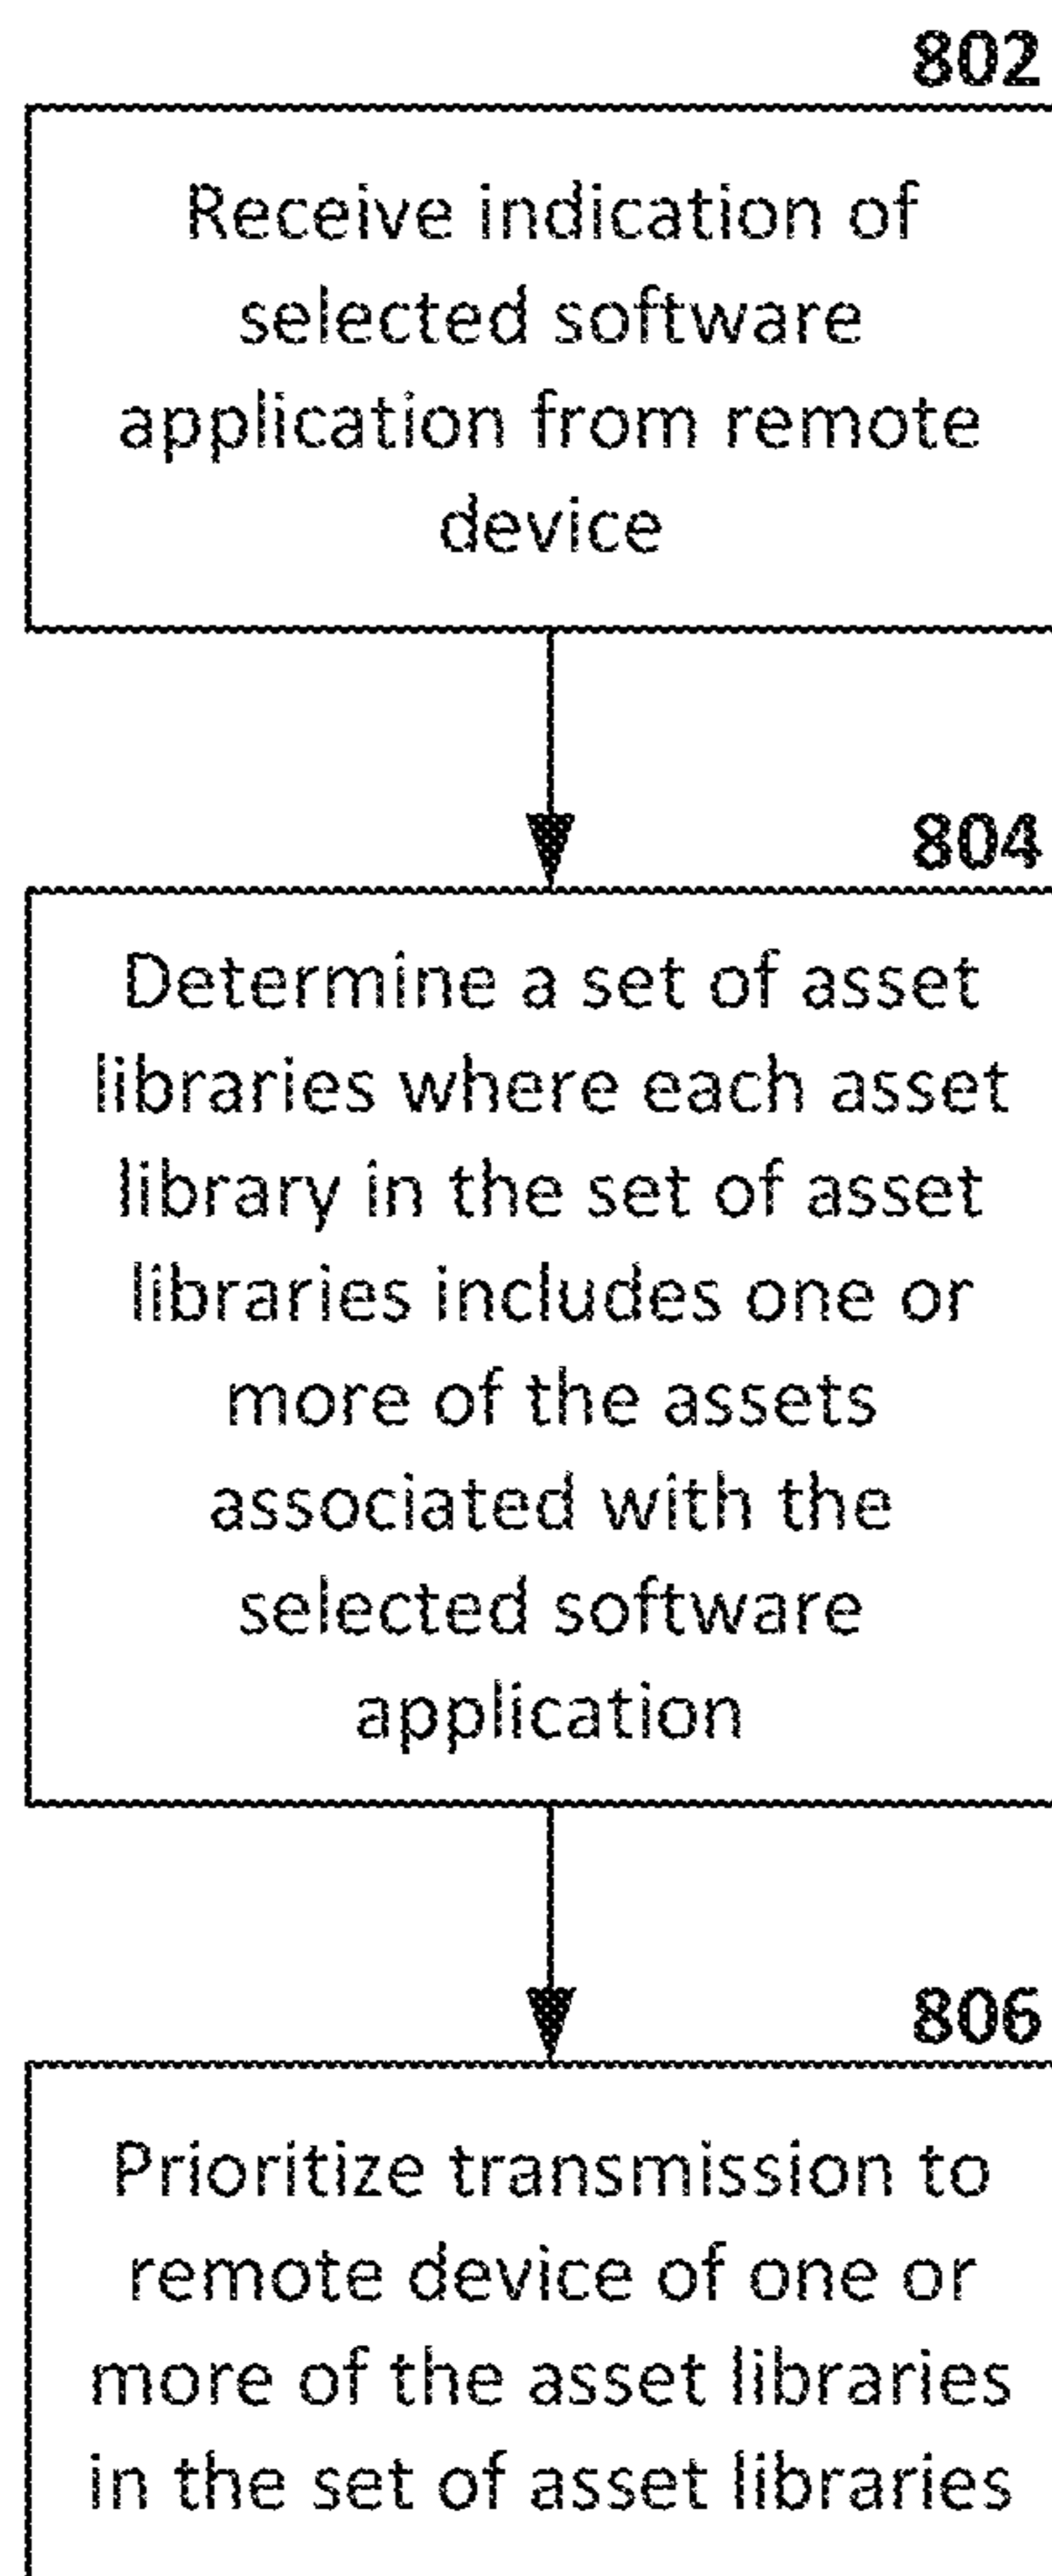 802
Receive indication of
selected software
application from remote
device
804
Determine a set of asset
libraries where each asset
library in the set of asset
libraries includes one or
more of the assets
associated with the
selected software
application
806
Prioritize transmission to
remote device of one or
more of the asset libraries
in the set of asset libraries